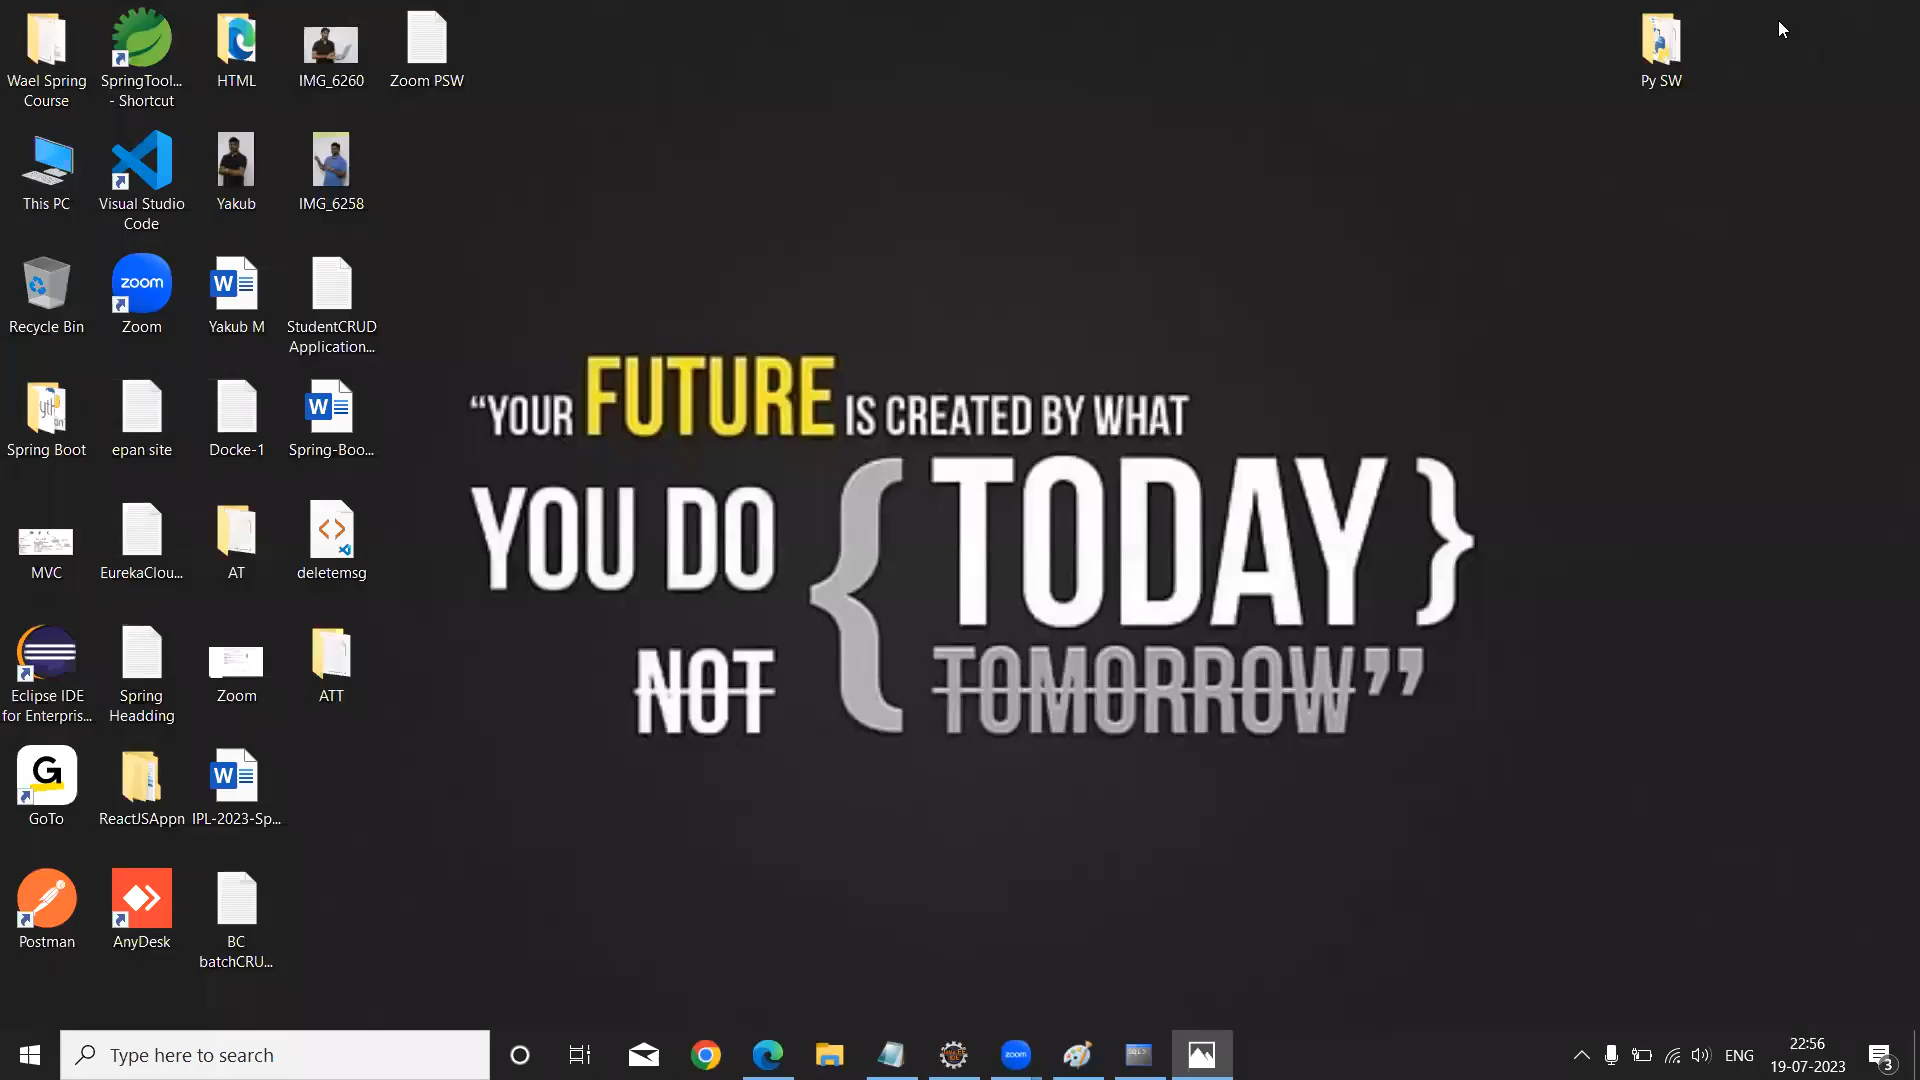 Wael Spring
Course
SpringTool...
- Shortcut
HTML
IMG_6260
Zoom PSW
Py SW
This PC
Visual Studio
Code
Yakub
IMG_6258
Recycle Bin
zoom
Zoom
Yakub M
StudentCRUD
Application...
Spring Boot
epan site
Docke-1
Spring-Boo...
MVC
EurekaClou...
AT
deletemsg
Eclipse IDE
for Enterpris...
Spring
Headding
Zoom
ATT
GoTo
ReactJSAppn
IPL-2023-Sp...
Postman
AnyDesk
BC
batchCRU...
“YOUR FUTURE IS CREATED BY WHAT
YOU DO { TODAY }
NOT TOMORROW”
Type here to search
zoom
ENG
22:56
19-07-2023
3